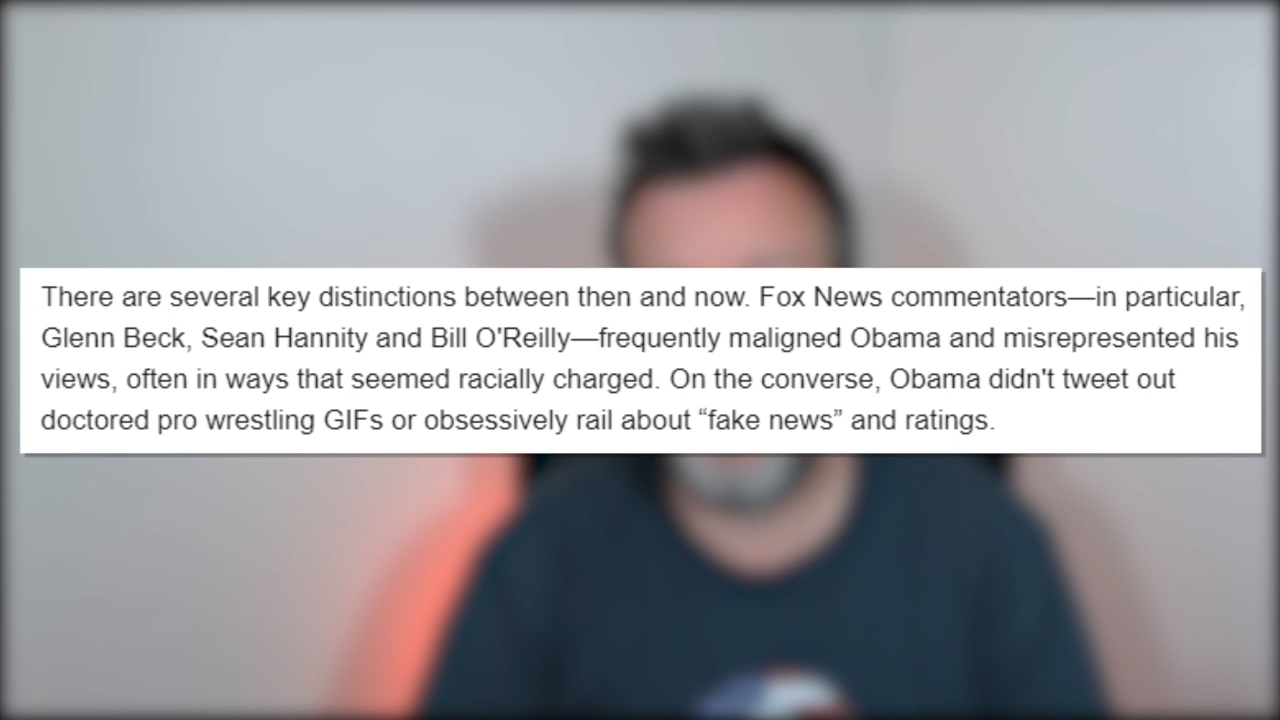 There are several key distinctions between then and now. Fox News commentators—in particular,
Glenn Beck, Sean Hannity and Bill O'Reilly—frequently maligned Obama and misrepresented his
views, often in ways that seemed racially charged. On the converse, Obama didn't tweet out
doctored pro wrestling GIFs or obsessively rail about “fake news” and ratings.